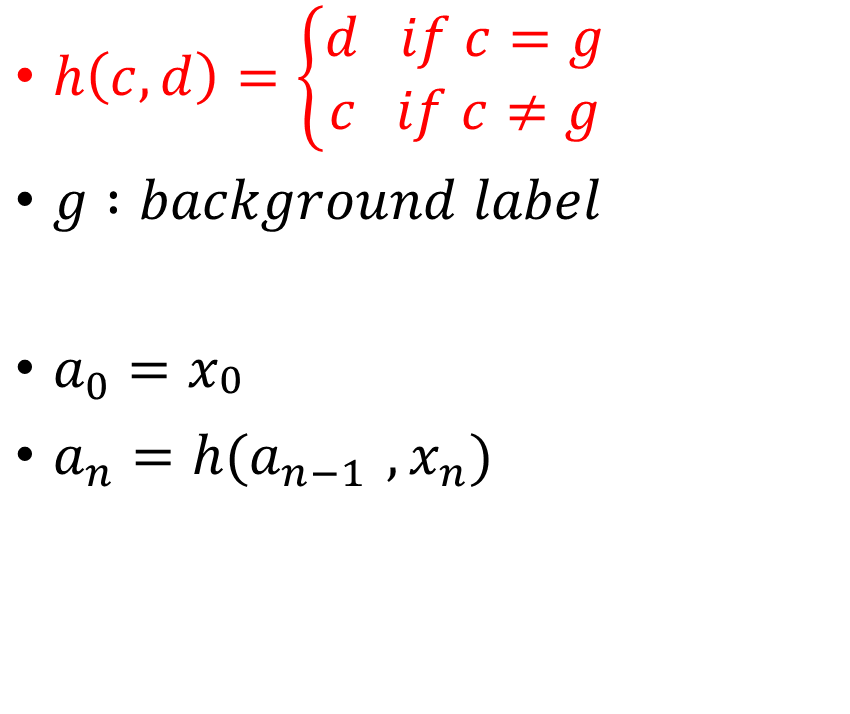 • h(c, d) = { d if c = g
c if c ≠ g
• g : background label
• a₀ = x₀
• aₙ = h(aₙ₋₁ , xₙ)